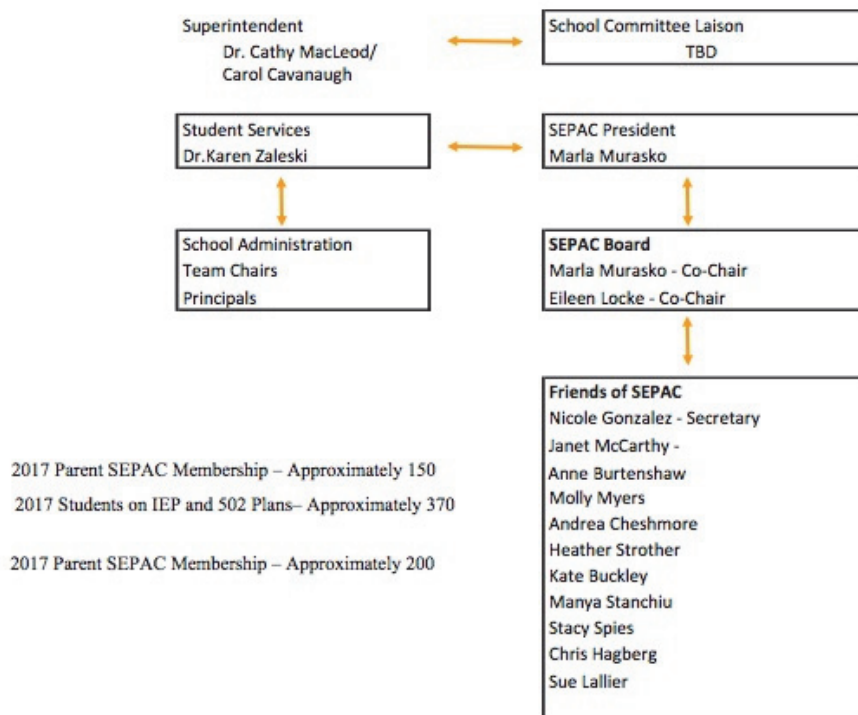 Superintendent
Dr. Cathy MacLeod/
Carol Cavanaugh
School Committee Laison
TBD
Student Services
Dr.Karen Zaleski
SEPAC President
Marla Murasko
School Administration
Team Chairs
Principals
SEPAC Board
Marla Murasko - Co-Chair
Eileen Locke - Co-Chair
Friends of SEPAC
Nicole Gonzalez - Secretary
Janet McCarthy -
Anne Burtenshaw
Molly Myers
Andrea Cheshmore
Heather Strother
Kate Buckley
Manya Stanchiu
Stacy Spies
Chris Hagberg
Sue Lallier
2017 Parent SEPAC Membership – Approximately 150
2017 Students on IEP and 502 Plans– Approximately 370
2017 Parent SEPAC Membership – Approximately 200